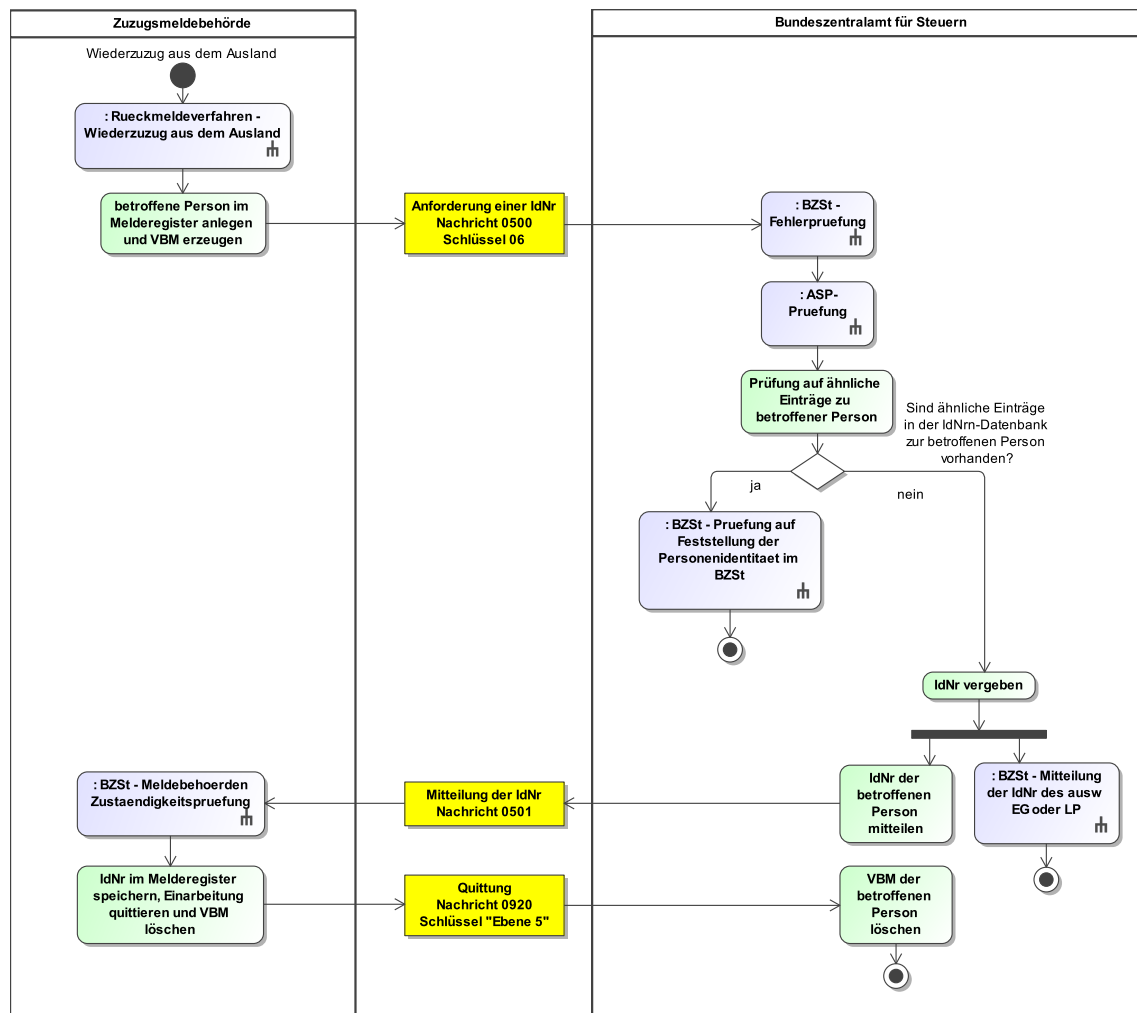 Zuzugsmeldebehörde
Bundeszentralamt für Steuern
Wiederzuzug aus dem Ausland
: Rueckmeldeverfahren -
Wiederzuzug aus dem Ausland
betroffene Person im
Melderegister anlegen
und VBM erzeugen
Anforderung einer IdNr
Nachricht 0500
Schlüssel 06
: BZSt -
Fehlerpruefung
: ASP-
Pruefung
Prüfung auf ähnliche
Einträge zu
betroffener Person
Sind ähnliche Einträge
in der IdNrn-Datenbank
zur betroffenen Person
vorhanden?
ja
nein
: BZSt - Pruefung auf
Feststellung der
Personenidentitaet im
BZSt
IdNr vergeben
: BZSt - Meldebehoerden
Zustaendigkeitspruefung
Mitteilung der IdNr
Nachricht 0501
IdNr der
betroffenen
Person
mitteilen
: BZSt - Mitteilung
der IdNr des ausw
EG oder LP
IdNr im Melderegister
speichern, Einarbeitung
quittieren und VBM
löschen
Quittung
Nachricht 0920
Schlüssel "Ebene 5"
VBM der
betroffenen
Person
löschen